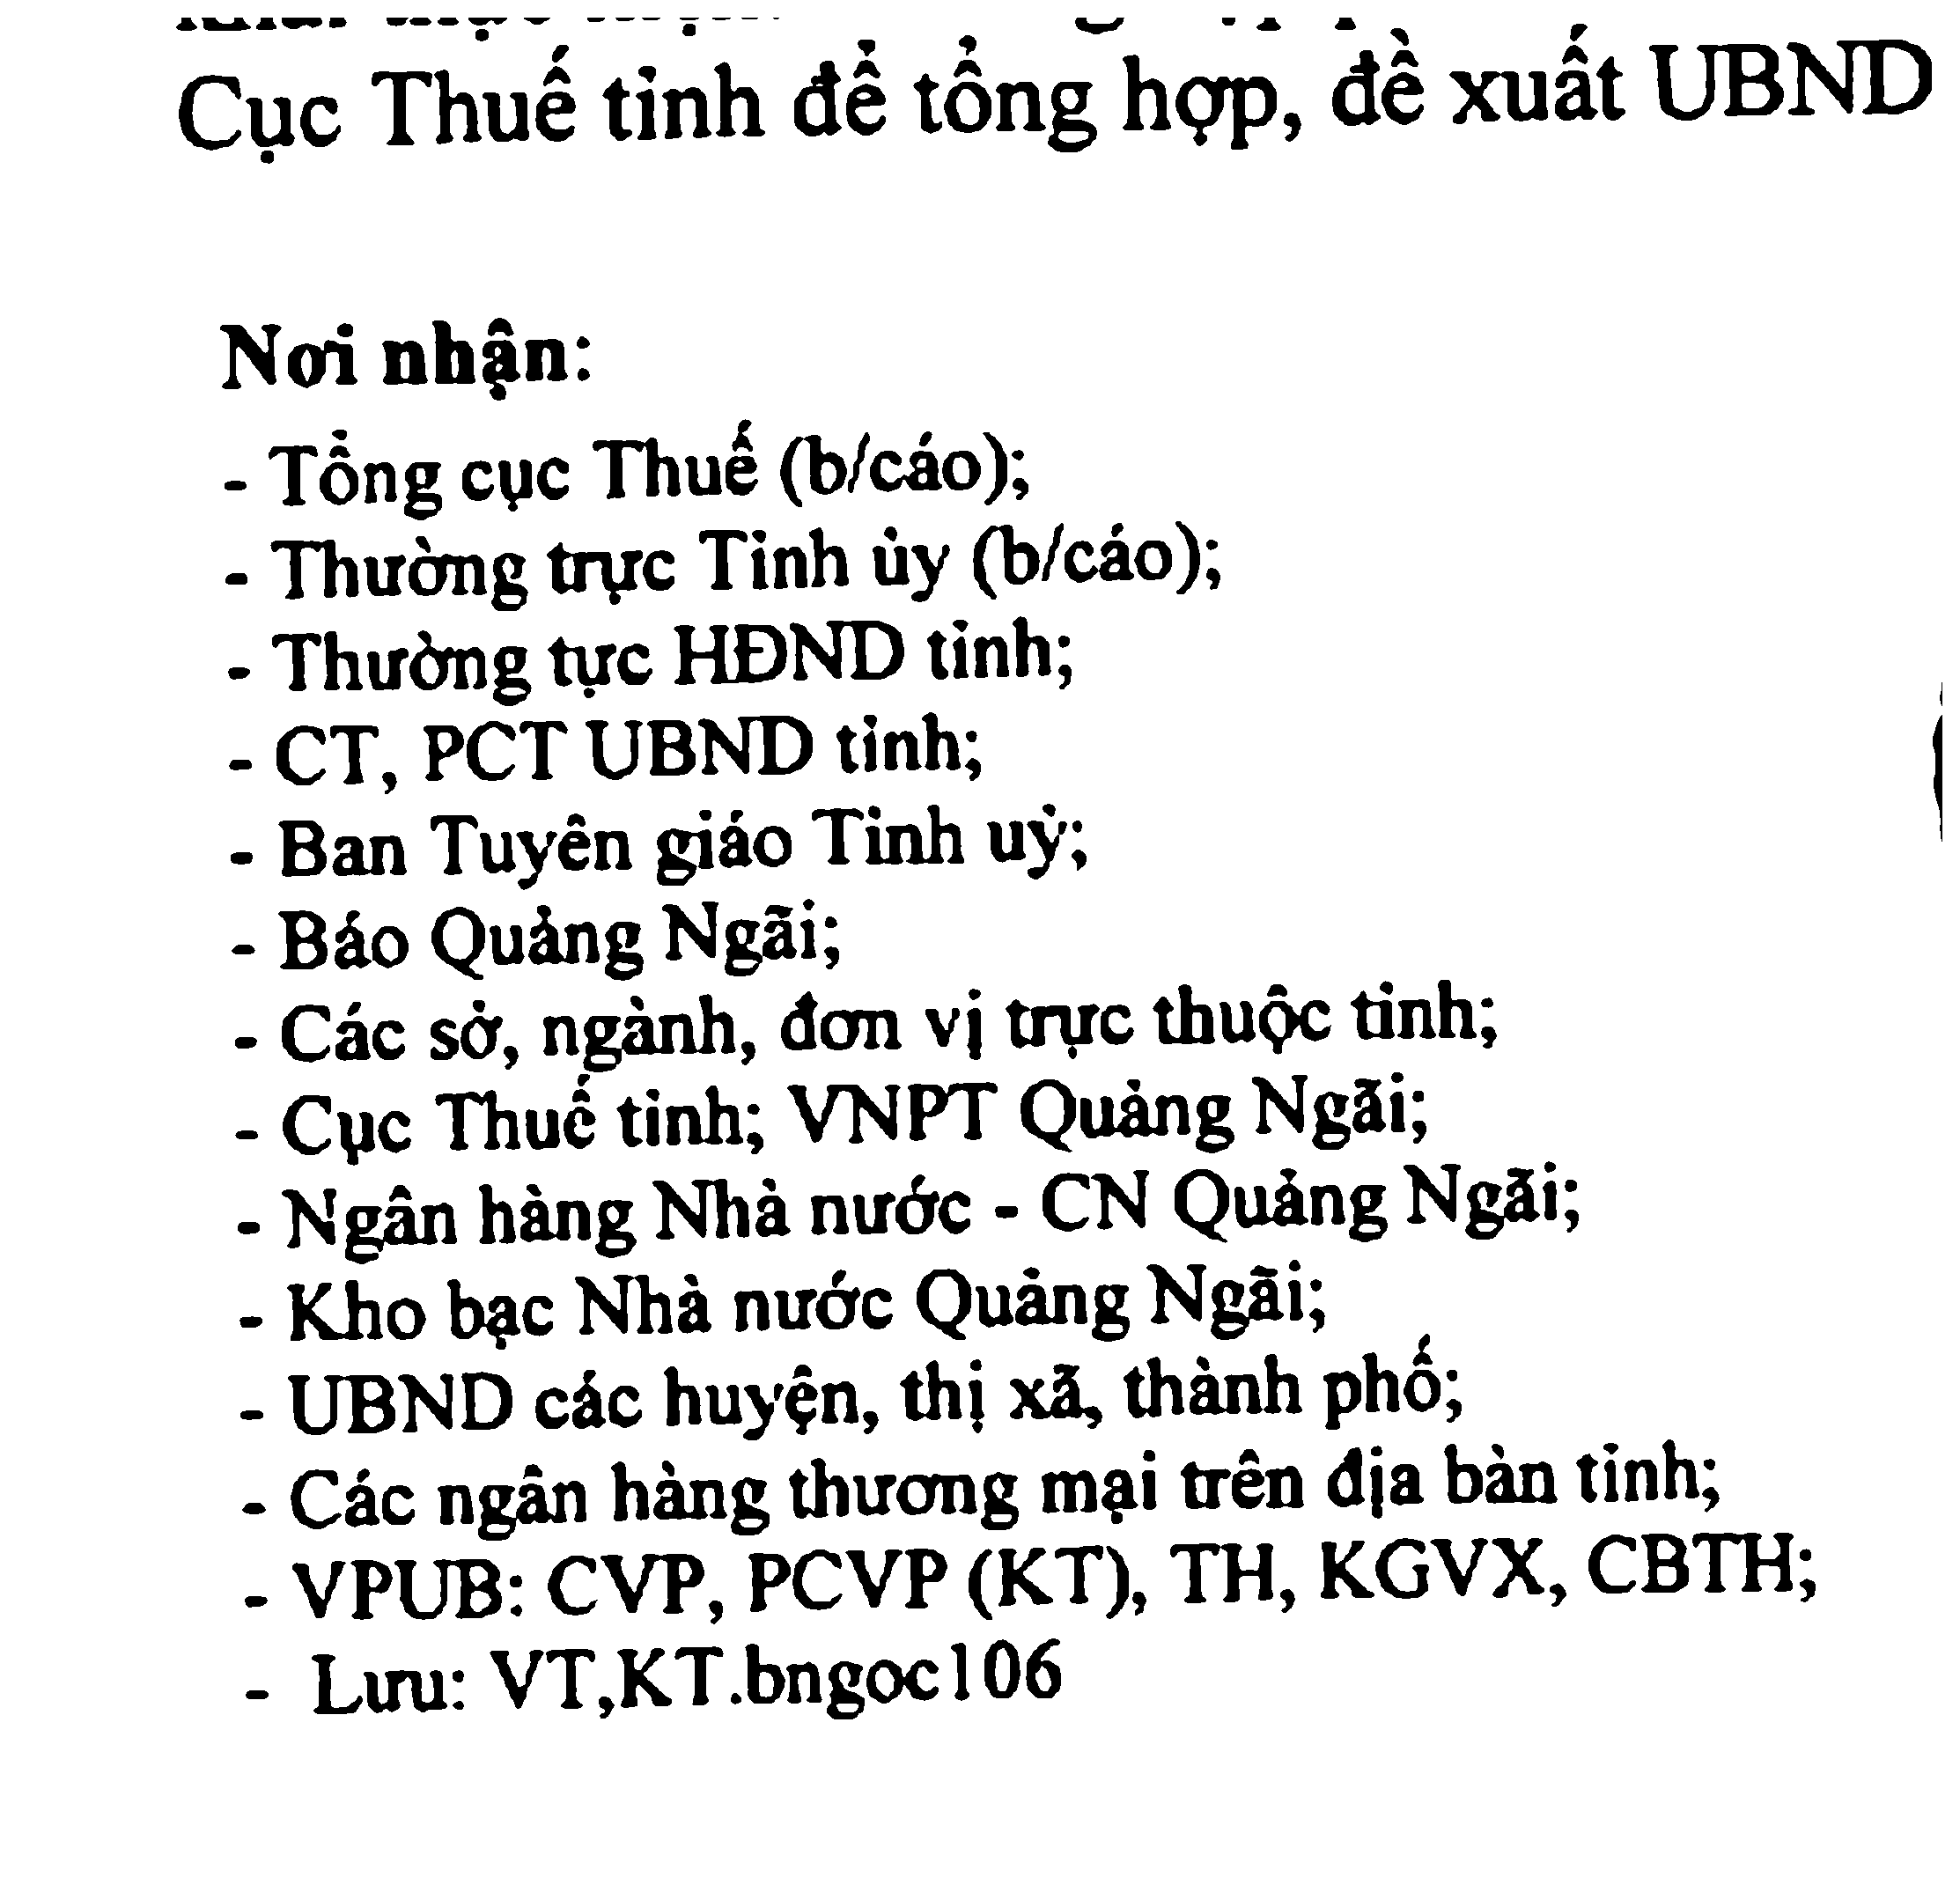 Cục Thuế tỉnh để tổng hợp, đề xuất UBND
Nơi nhận:
- Tổng cục Thuế (b/cáo);
- Thường trực Tỉnh ủy (b/cáo);
- Thường tực HĐND tỉnh;
- CT, PCT UBND tỉnh;
- Ban Tuyên giáo Tỉnh uỷ;
- Báo Quảng Ngãi;
- Các sở, ngành, đơn vị trực thuộc tỉnh;
- Cục Thuế tỉnh; VNPT Quảng Ngãi;
- Ngân hàng Nhà nước - CN Quảng Ngãi;
- Kho bạc Nhà nước Quảng Ngãi;
- UBND các huyện, thị xã, thành phố;
- Các ngân hàng thương mại trên địa bàn tỉnh;
- VPUB: CVP, PCVP (KT), TH, KGVX, CBTH;
- Lưu: VT,KT.bngoc106